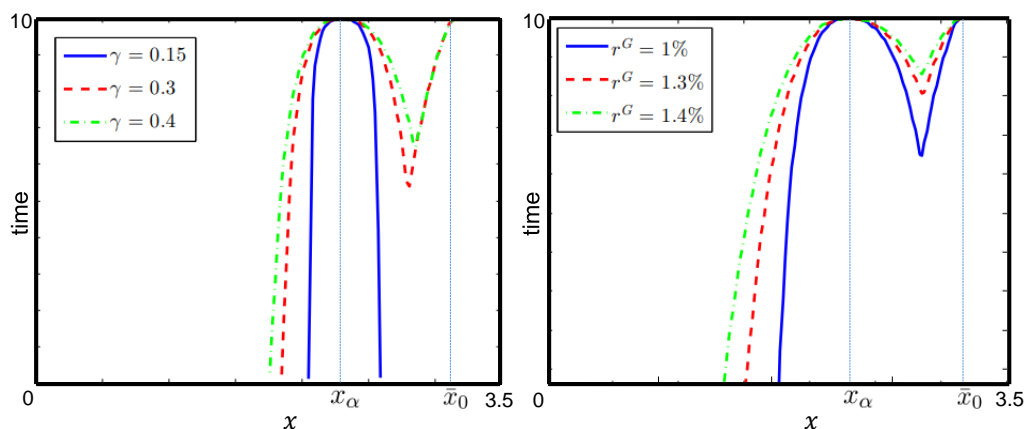 10
γ = 0.15
γ = 0.3
γ = 0.4
time
0
x_α
x̄_0
3.5
x
10
r^G = 1%
r^G = 1.3%
r^G = 1.4%
time
0
x_α
x̄_0
3.5
x